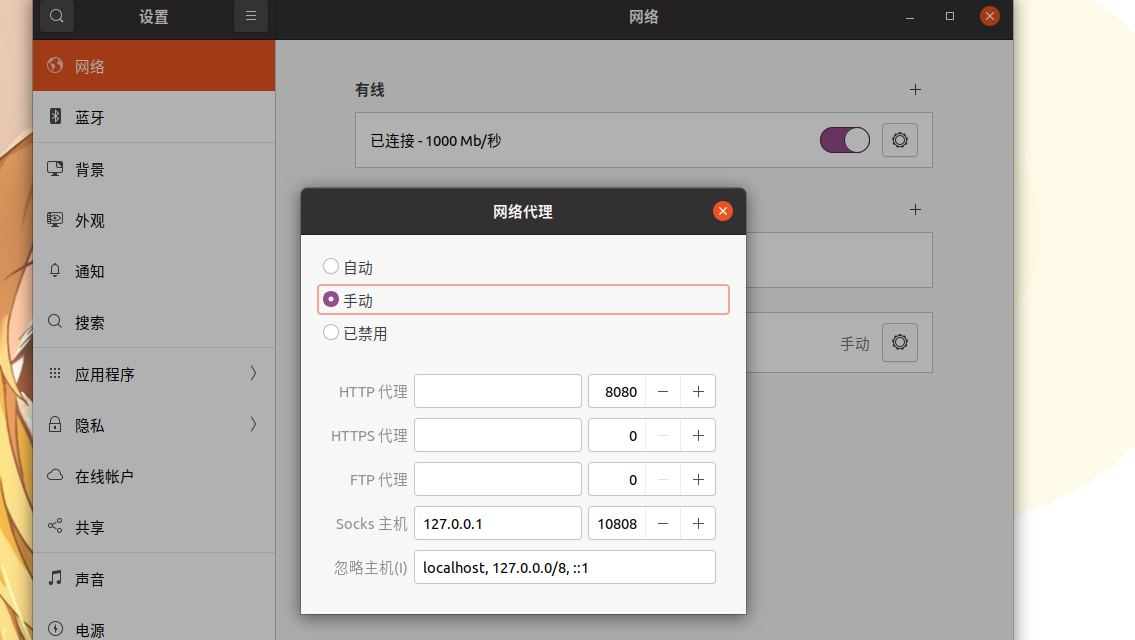 设置
网络
网络
蓝牙
背景
外观
通知
搜索
应用程序
隐私
在线帐户
共享
声音
电源
有线
已连接 - 1000 Mb/秒
手动
网络代理
自动
手动
已禁用
HTTP 代理 8080
HTTPS 代理 0
FTP 代理 0
Socks 主机 127.0.0.1 10808
忽略主机(I) localhost, 127.0.0.0/8, ::1